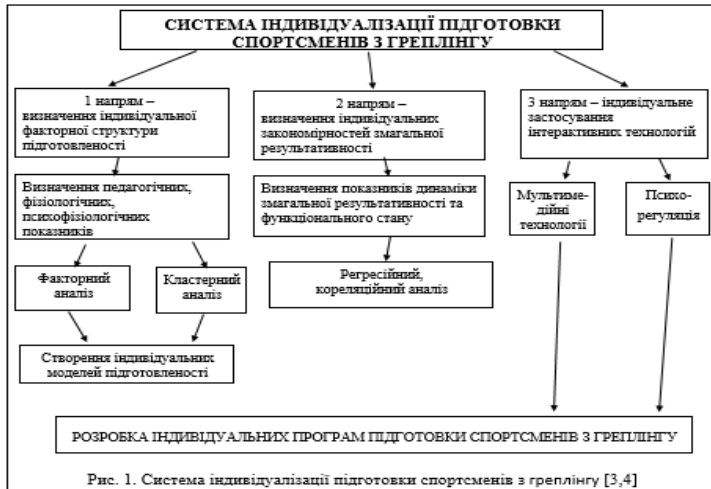 СИСТЕМА ІНДИВІДУАЛІЗАЦІЇ ПІДГОТОВКИ
СПОРТСМЕНІВ З ГРЕПЛІНГУ
1 напрям –
визначення індивідуальної
факторної структури
підготовленості
2 напрям –
визначення індивідуальних
закономірностей змагальної
результативності
3 напрям – індивідуальне
застосування
інтерактивних технологій
Визначення педагогічних,
фізіологічних,
психофізіологічних
показників
Визначення показників динаміки
змагальної результативності та
функціонального стану
Мультиме-
дійні
технології
Психо-
регуляція
Факторний
аналіз
Кластерний
аналіз
Регресійний,
кореляційний аналіз
Створення індивідуальних
моделей підготовленості
РОЗРОБКА ІНДИВІДУАЛЬНИХ ПРОГРАМ ПІДГОТОВКИ СПОРТСМЕНІВ З ГРЕПЛІНГУ
Рис. 1. Система індивідуалізації підготовки спортсменів з греплінгу [3,4]